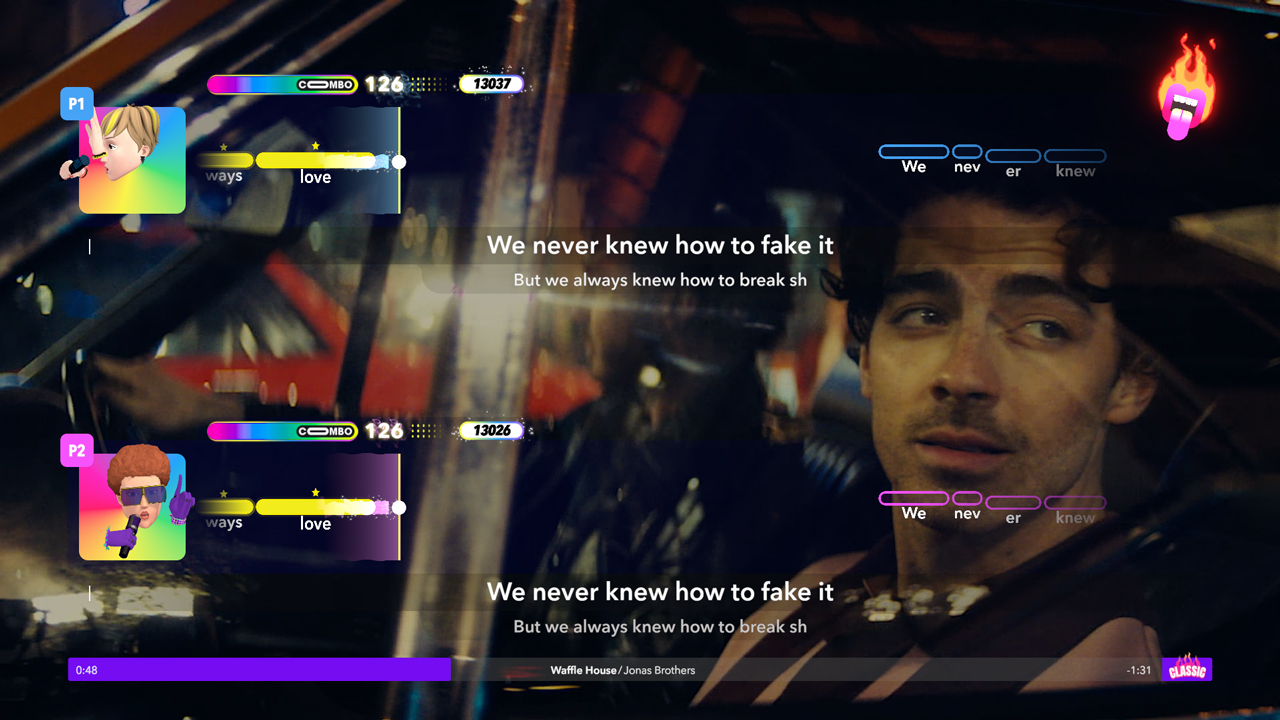 COMBO 126 13037
P1
ways love We nev er knew
We never knew how to fake it
But we always knew how to break sh
COMBO 126 13026
P2
ways love We nev er knew
We never knew how to fake it
But we always knew how to break sh
0:48 Waffle House/Jonas Brothers -1:31 CLASSIC